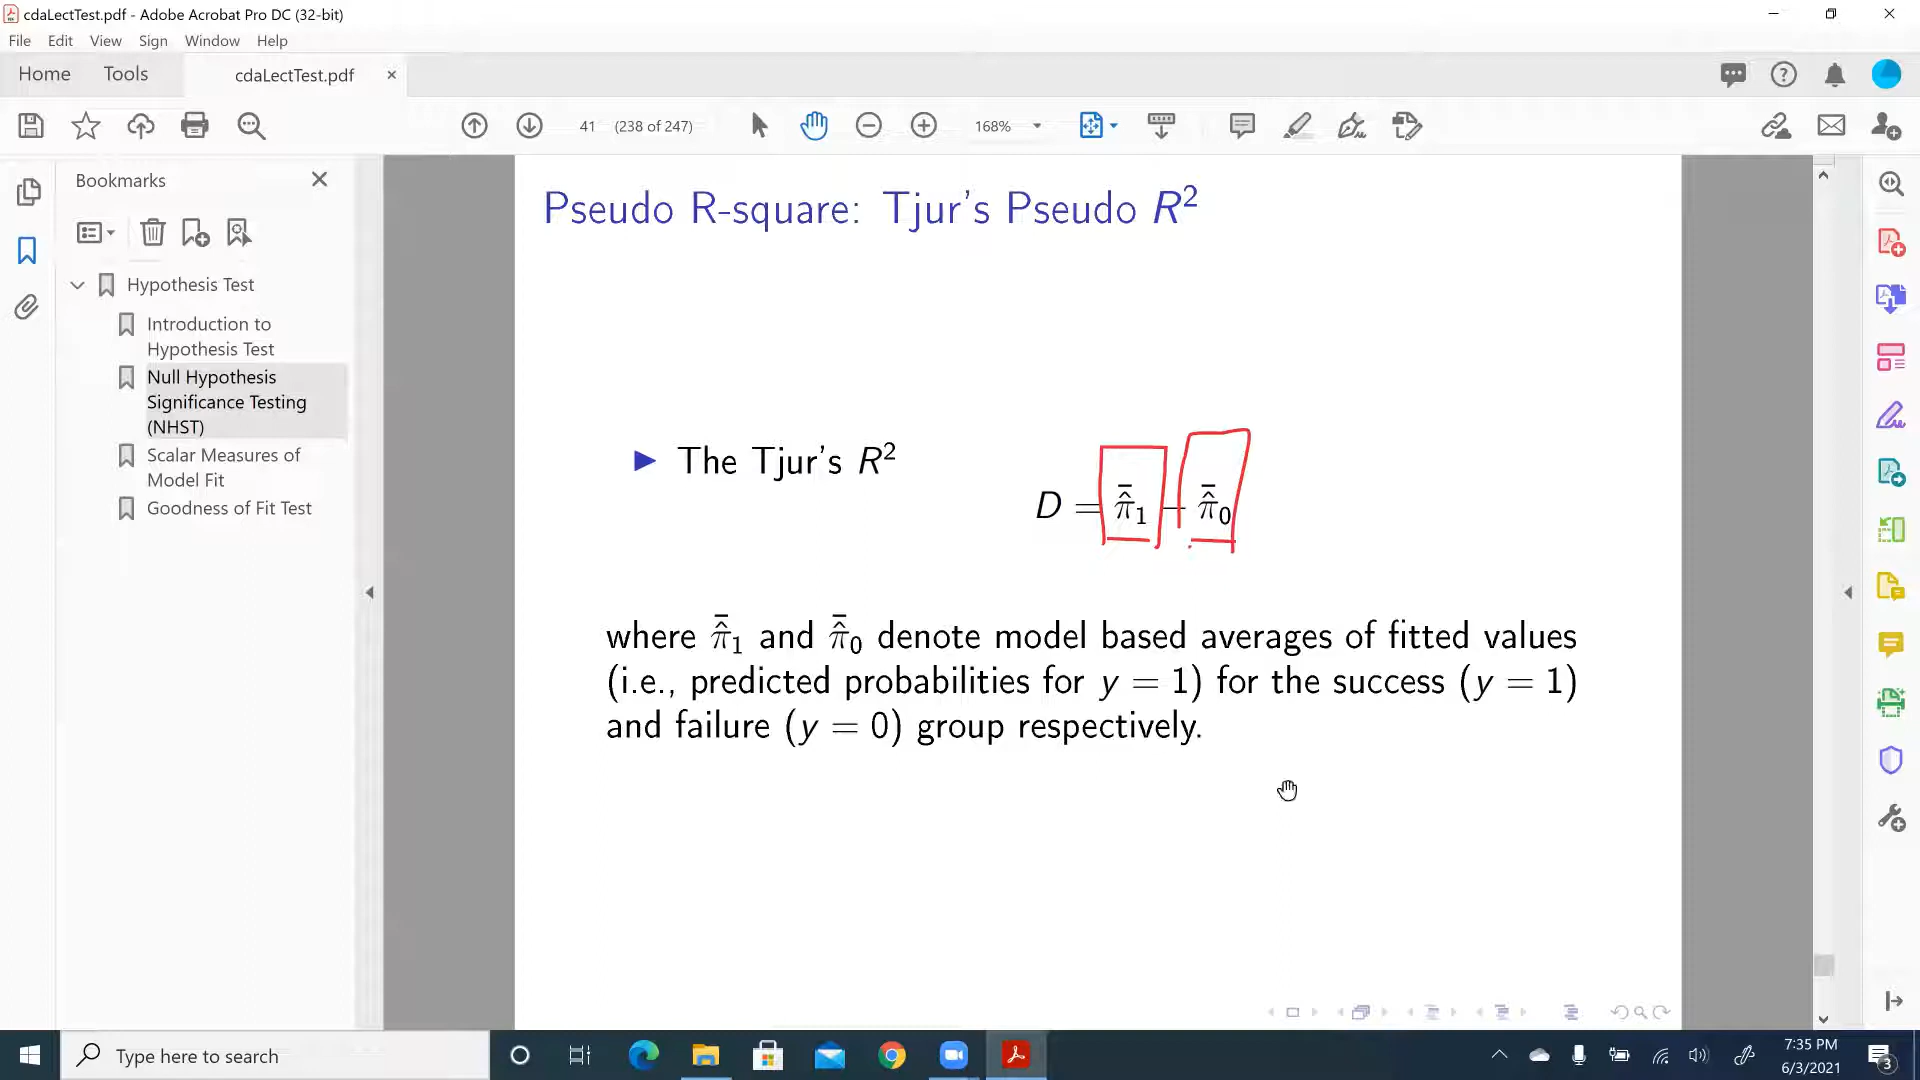 cdaLectTest.pdf - Adobe Acrobat Pro DC (32-bit)
File Edit View Sign Window Help
Home Tools cdaLectTest.pdf ×
41 (238 of 247) 168%
Bookmarks
Hypothesis Test
Introduction to
Hypothesis Test
Null Hypothesis
Significance Testing
(NHST)
Scalar Measures of
Model Fit
Goodness of Fit Test
Pseudo R-square: Tjur's Pseudo R²
▶ The Tjur's R²
D = π̂̄₁ − π̂̄₀
where π̂̄₁ and π̂̄₀ denote model based averages of fitted values
(i.e., predicted probabilities for y = 1) for the success (y = 1)
and failure (y = 0) group respectively.
Type here to search
7:35 PM
6/3/2021
3